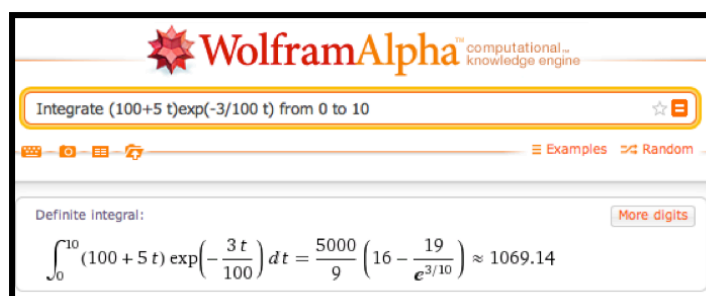 WolframAlpha™ computational... knowledge engine
Integrate (100+5 t)exp(-3/100 t) from 0 to 10
Examples Random
Definite integral: More digits
∫₀¹⁰ (100 + 5 t) exp(-3 t/100) dt = 5000/9 (16 - 19/e^(3/10)) ≈ 1069.14